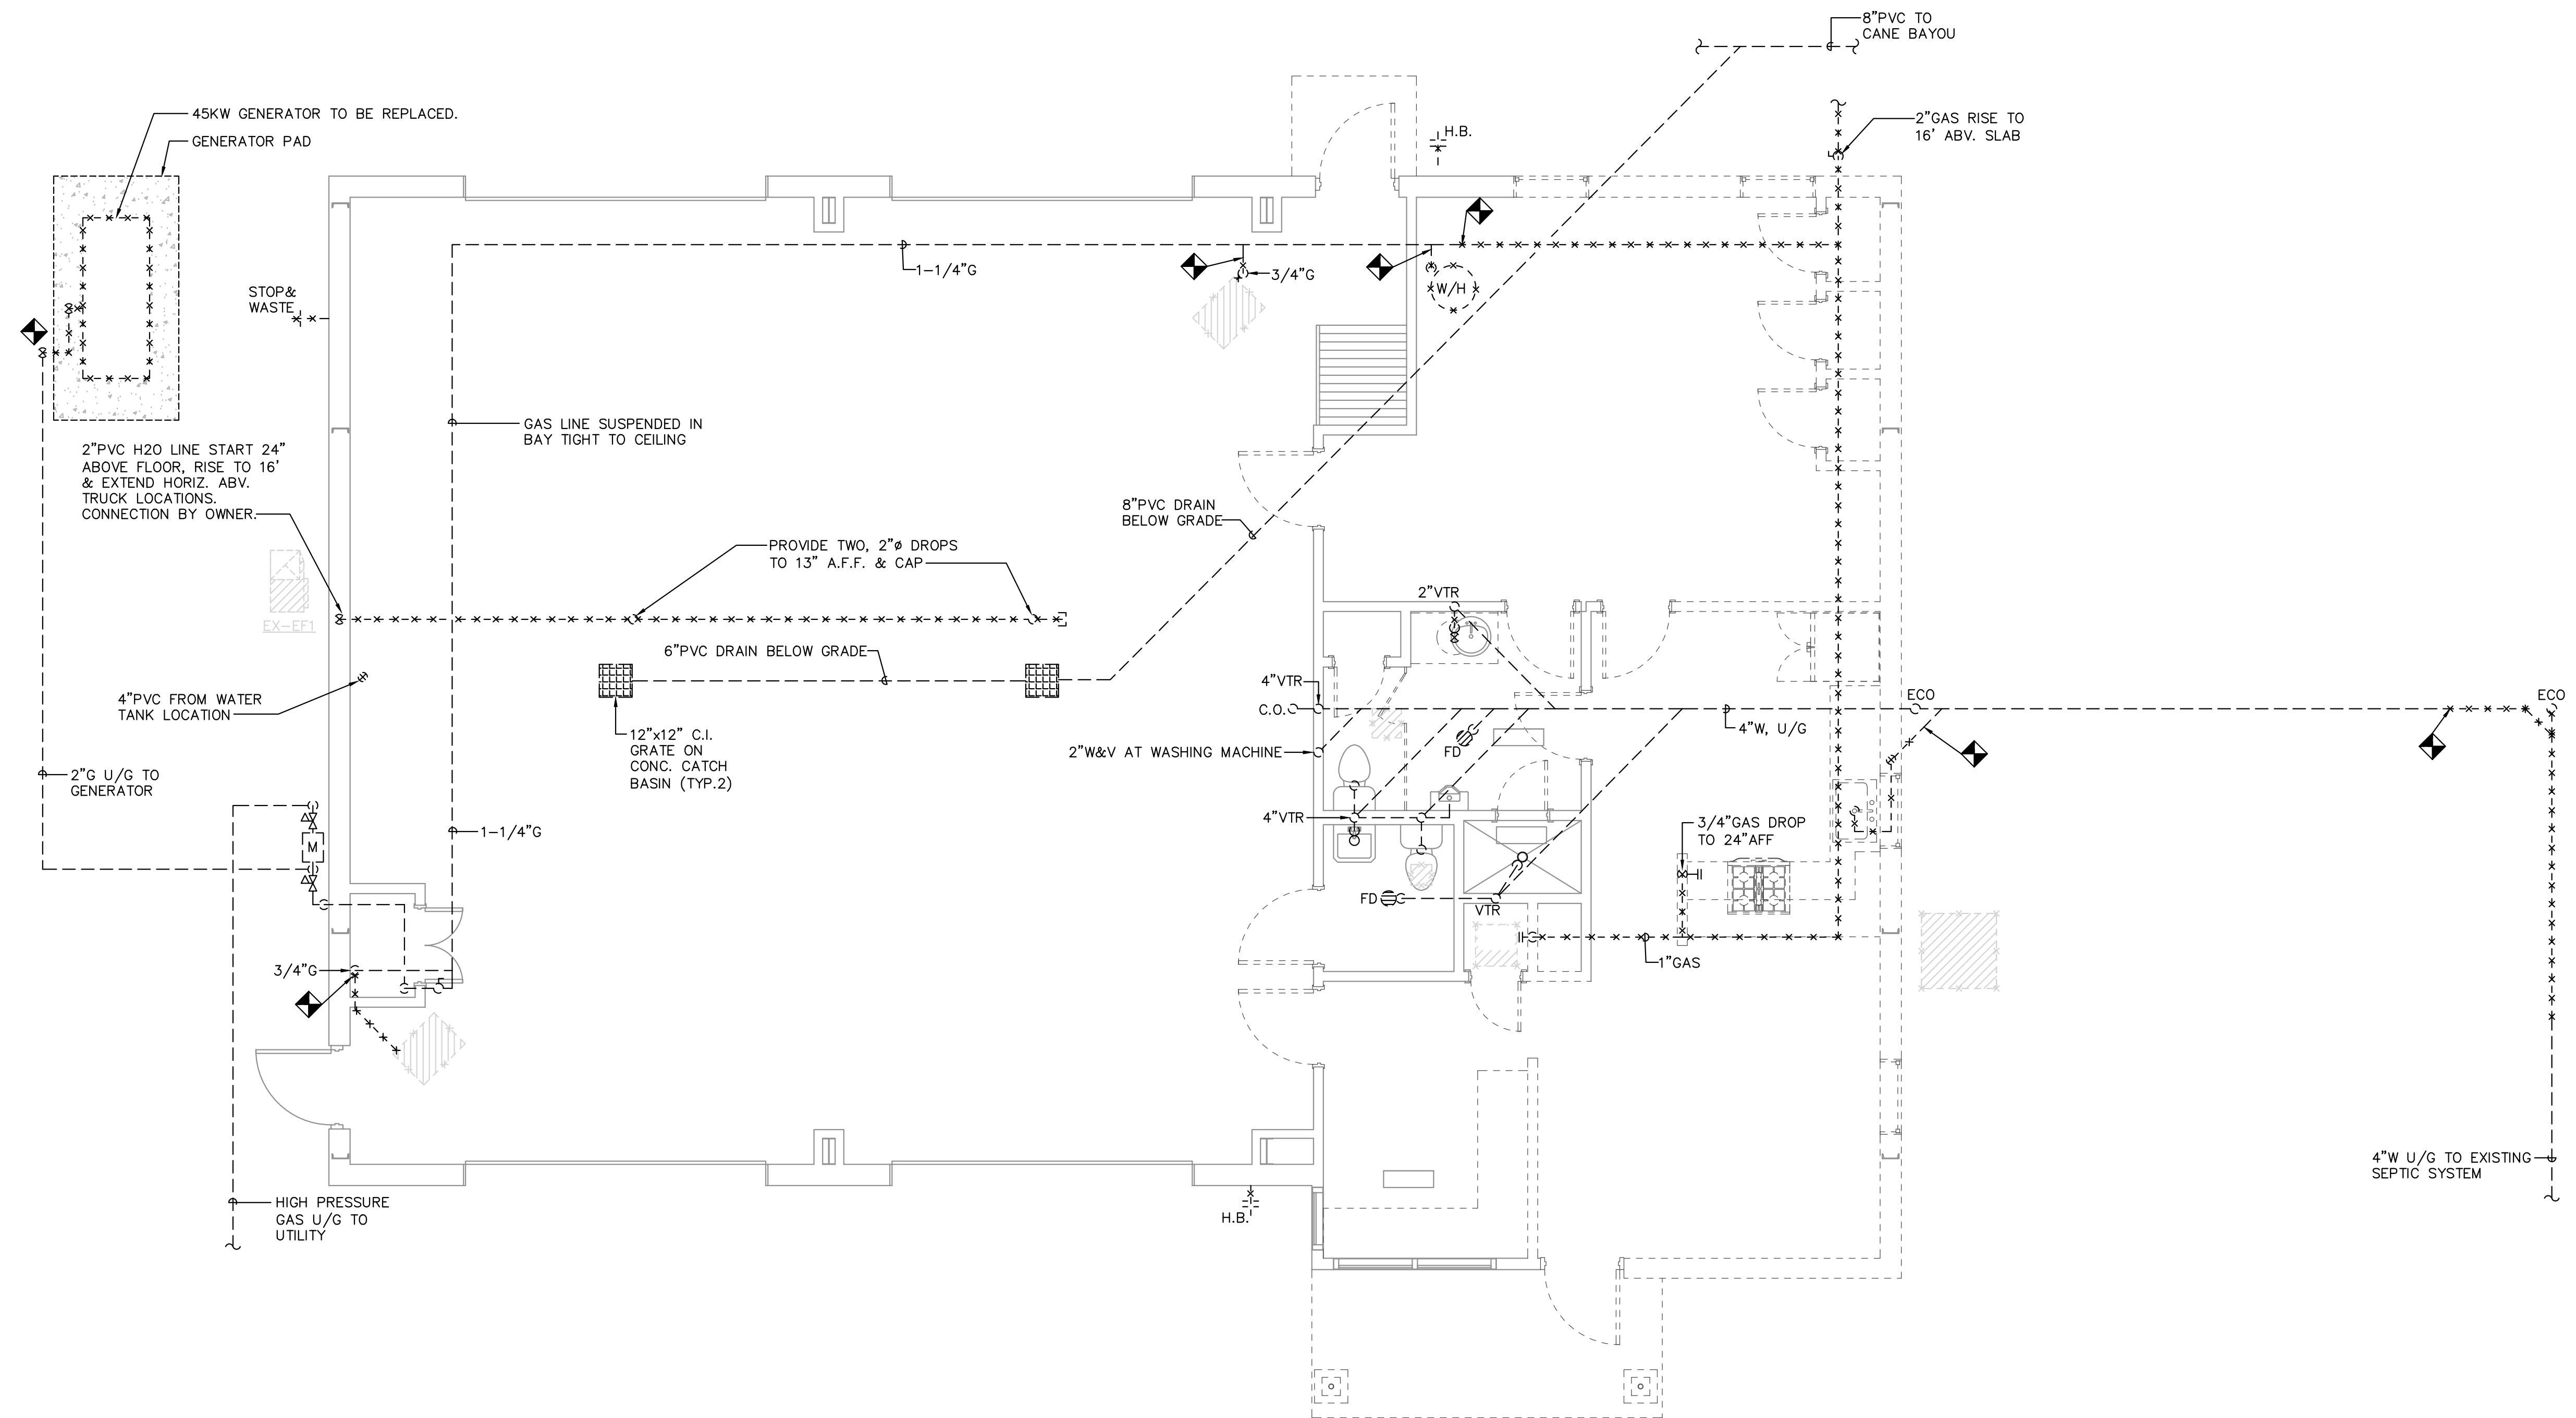 8"PVC TO
CANE BAYOU
45KW GENERATOR TO BE REPLACED.
GENERATOR PAD
2"GAS RISE TO
16' ABV. SLAB
H.B.
1-1/4"G
3/4"G
W/H
STOP&
WASTE
GAS LINE SUSPENDED IN
BAY TIGHT TO CEILING
2"PVC H2O LINE START 24"
ABOVE FLOOR, RISE TO 16'
& EXTEND HORIZ. ABV.
TRUCK LOCATIONS.
CONNECTION BY OWNER.
8"PVC DRAIN
BELOW GRADE
PROVIDE TWO, 2"ø DROPS
TO 13" A.F.F. & CAP
EX-EF1
2"VTR
6"PVC DRAIN BELOW GRADE
4"PVC FROM WATER
TANK LOCATION
4"VTR
C.O.
ECO
ECO
12"x12" C.I.
GRATE ON
CONC. CATCH
BASIN (TYP.2)
2"W&V AT WASHING MACHINE
FD
4"W, U/G
2"G U/G TO
GENERATOR
1-1/4"G
M
4"VTR
3/4"GAS DROP
TO 24"AFF
FD
VTR
3/4"G
1"GAS
4"W U/G TO EXISTING
SEPTIC SYSTEM
HIGH PRESSURE
GAS U/G TO
UTILITY
H.B.